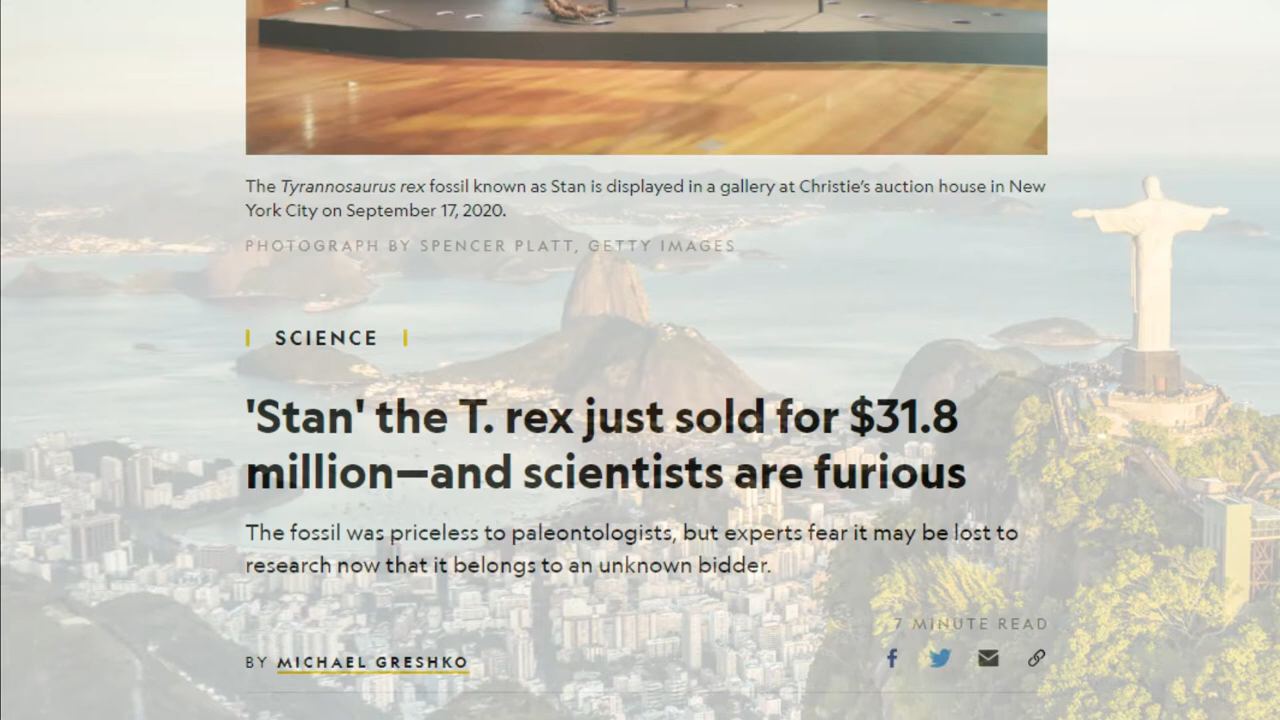 The Tyrannosaurus rex fossil known as Stan is displayed in a gallery at Christie's auction house in New
York City on September 17, 2020.
PHOTOGRAPH BY SPENCER PLATT, GETTY IMAGES
SCIENCE
'Stan' the T. rex just sold for $31.8
million—and scientists are furious
The fossil was priceless to paleontologists, but experts fear it may be lost to
research now that it belongs to an unknown bidder.
7 MINUTE READ
BY MICHAEL GRESHKO